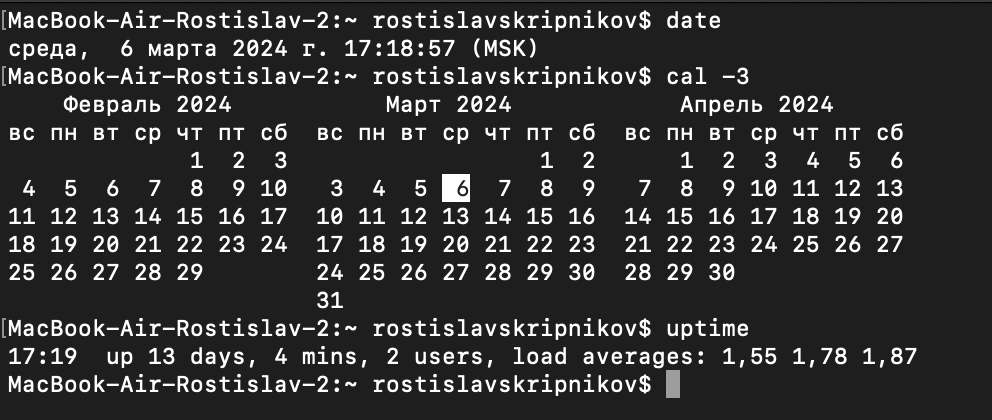 [MacBook-Air-Rostislav-2:~ rostislavskripnikov$ date
среда,  6 марта 2024 г. 17:18:57 (MSK)
[MacBook-Air-Rostislav-2:~ rostislavskripnikov$ cal -3
    Февраль 2024            Март 2024            Апрель 2024
вс пн вт ср чт пт сб  вс пн вт ср чт пт сб  вс пн вт ср чт пт сб
             1  2  3                  1  2      1  2  3  4  5  6
 4  5  6  7  8  9 10   3  4  5  6  7  8  9   7  8  9 10 11 12 13
11 12 13 14 15 16 17  10 11 12 13 14 15 16  14 15 16 17 18 19 20
18 19 20 21 22 23 24  17 18 19 20 21 22 23  21 22 23 24 25 26 27
25 26 27 28 29        24 25 26 27 28 29 30  28 29 30
                      31
[MacBook-Air-Rostislav-2:~ rostislavskripnikov$ uptime
17:19  up 13 days, 4 mins, 2 users, load averages: 1,55 1,78 1,87
MacBook-Air-Rostislav-2:~ rostislavskripnikov$